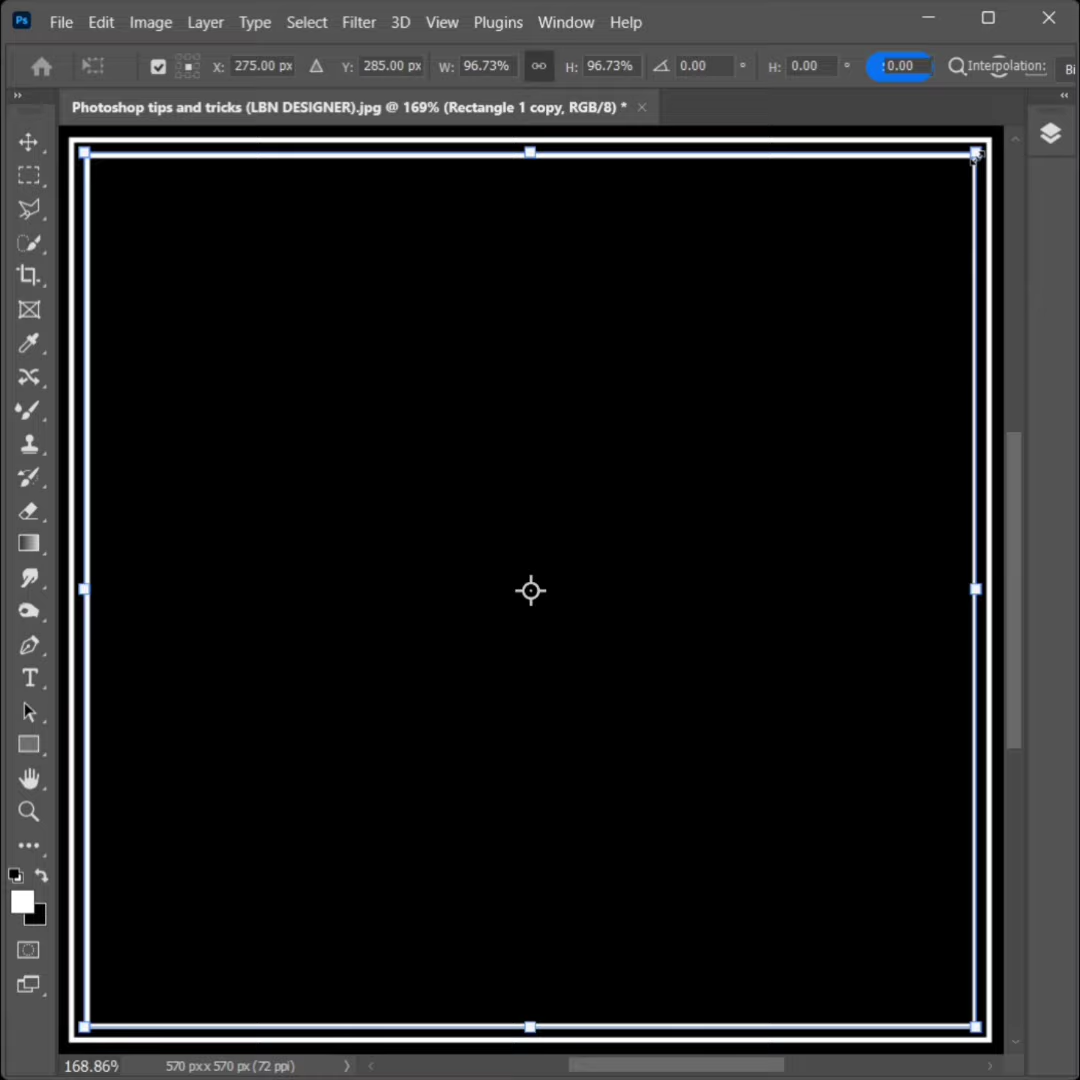 Ps File Edit Image Layer Type Select Filter 3D View Plugins Window Help
X: 275.00 px Y: 285.00 px W: 96.73% H: 96.73% 0.00 ° H: 0.00 ° 0.00 Interpolation: Bi
Photoshop tips and tricks (LBN DESIGNER).jpg @ 169% (Rectangle 1 copy, RGB/8) *
T
168.86% 570 px x 570 px (72 ppi)